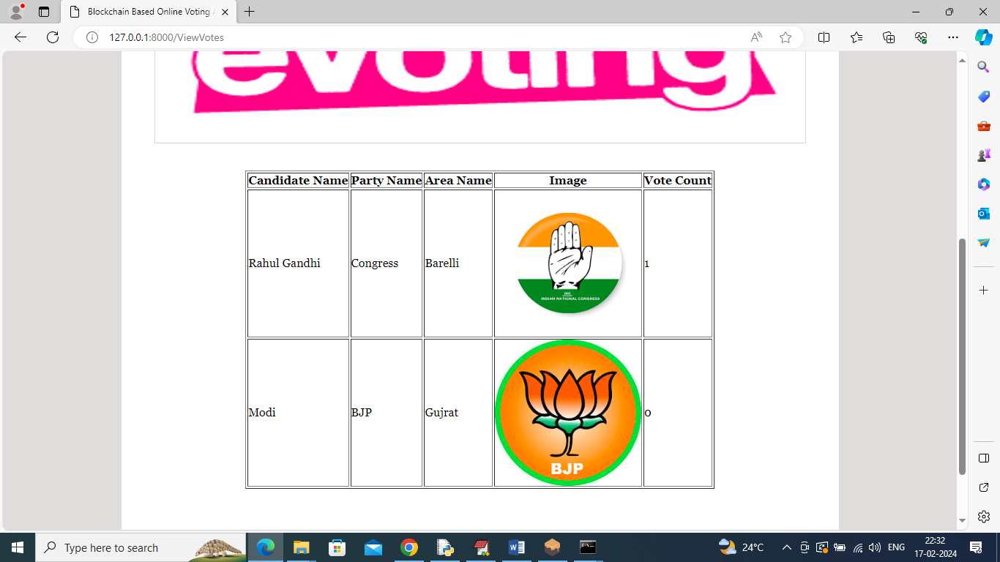 Blockchain Based Online Voting A
127.0.0.1:8000/ViewVotes
evoting
Candidate Name Party Name Area Name Image Vote Count
INC
INDIAN NATIONAL CONGRESS
Rahul Gandhi Congress Barelli 1
Modi BJP Gujrat 0
BJP
Type here to search
24°C
ENG
22:32
17-02-2024